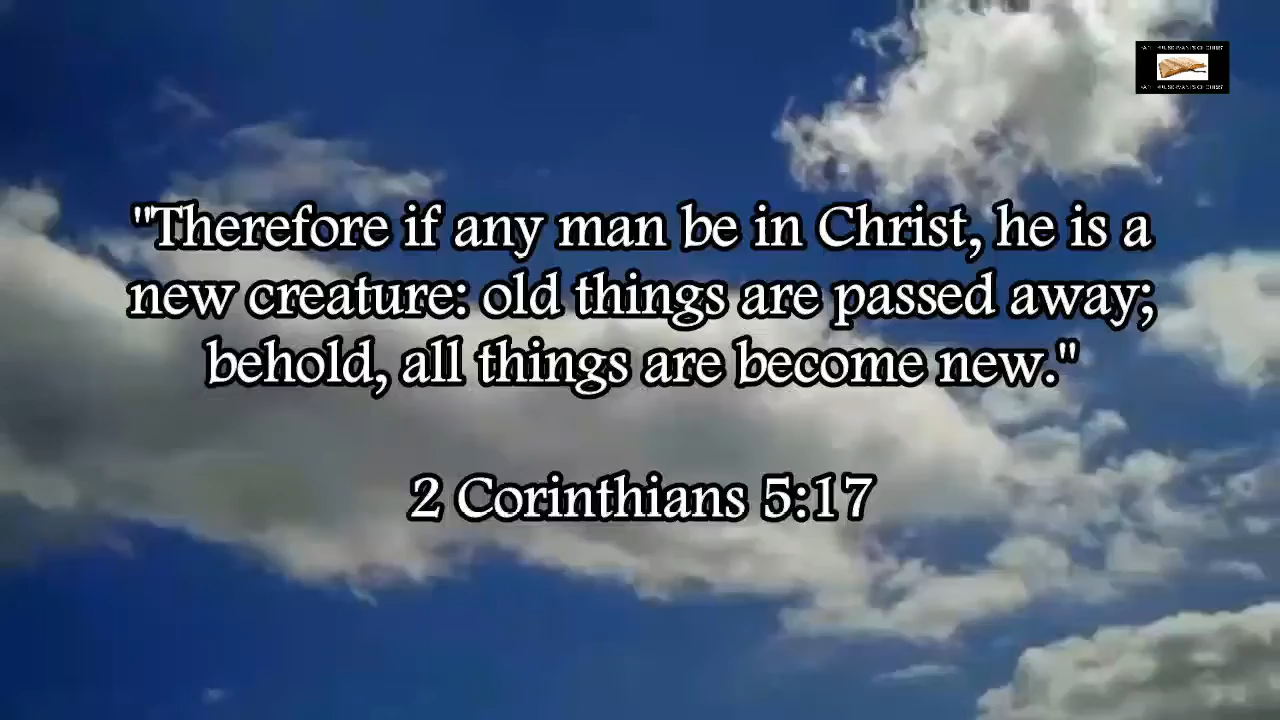 "Therefore if any man be in Christ, he is a
new creature: old things are passed away;
behold, all things are become new."
2 Corinthians 5:17